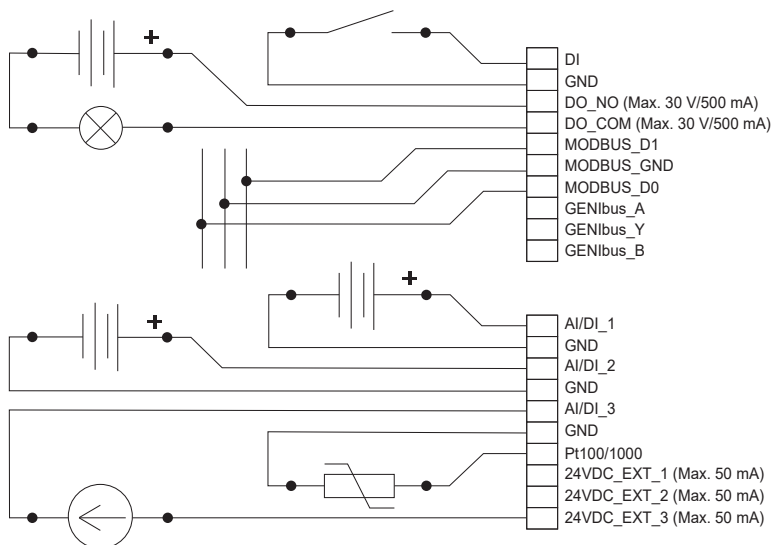 DI
GND
DO_NO (Max. 30 V/500 mA)
DO_COM (Max. 30 V/500 mA)
MODBUS_D1
MODBUS_GND
MODBUS_D0
GENIbus_A
GENIbus_Y
GENIbus_B
AI/DI_1
GND
AI/DI_2
GND
AI/DI_3
GND
Pt100/1000
24VDC_EXT_1 (Max. 50 mA)
24VDC_EXT_2 (Max. 50 mA)
24VDC_EXT_3 (Max. 50 mA)